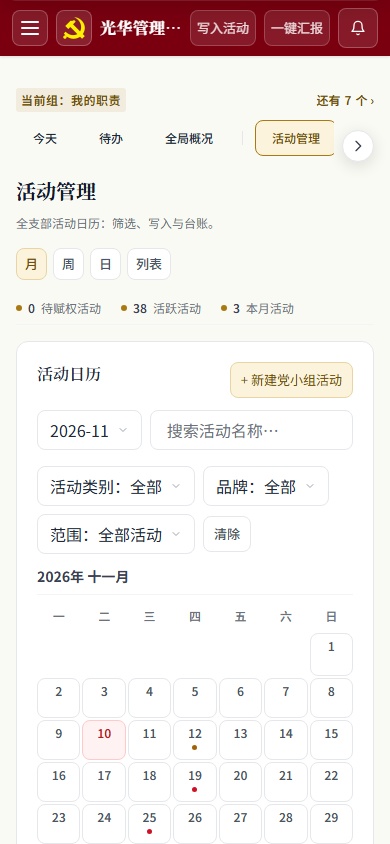 光华管理⋯
写入活动
一键汇报
当前组：我的职责
还有 7 个 ›
今天
待办
全局概况
活动管理
活动管理
全支部活动日历：筛选、写入与台账。
月
周
日
列表
0 待赋权活动
38 活跃活动
3 本月活动
活动日历
+ 新建党小组活动
2026-11
搜索活动名称⋯
活动类别：全部
品牌：全部
范围：全部活动
清除
2026年 十一月
一 二 三 四 五 六 日
1
2 3 4 5 6 7 8
9 10 11 12 13 14 15
16 17 18 19 20 21 22
23 24 25 26 27 28 29